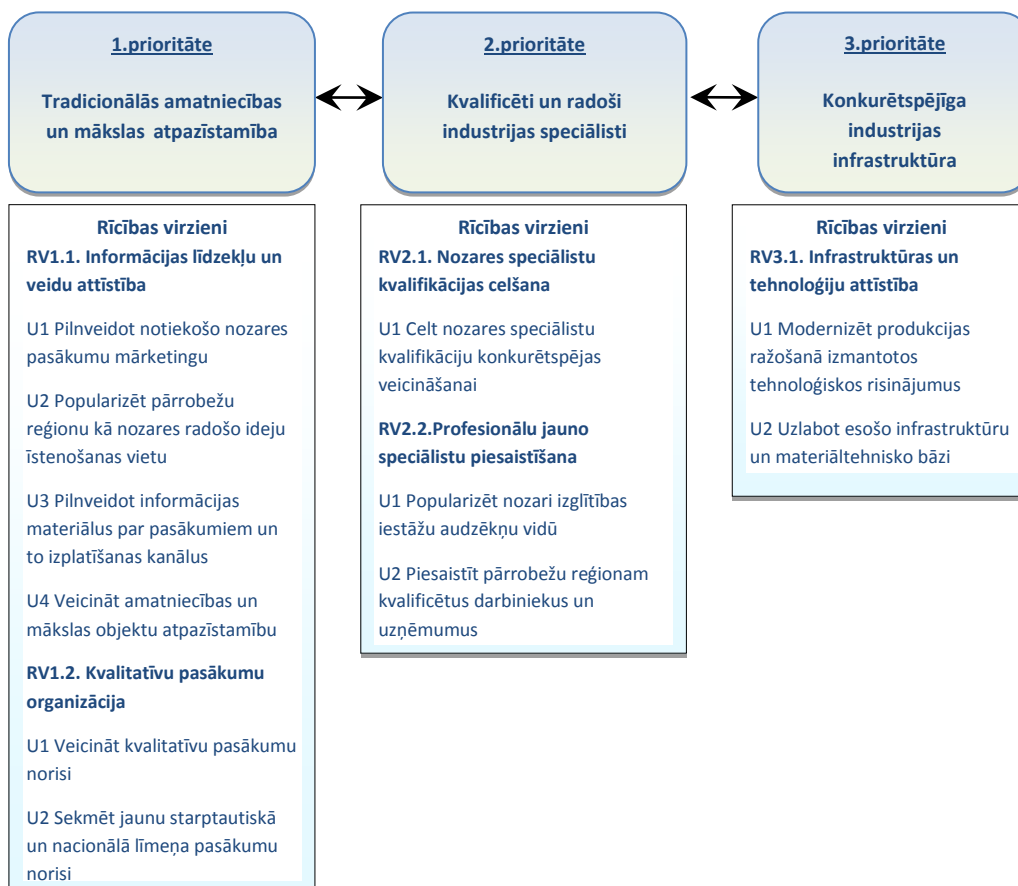 1.prioritāte
Tradicionālās amatniecības
un mākslas atpazīstamība
2.prioritāte
Kvalificēti un radoši
industrijas speciālisti
3.prioritāte
Konkurētspējīga
industrijas
infrastruktūra
Rīcības virzieni
RV1.1. Informācijas līdzekļu un
veidu attīstība
U1 Pilnveidot notiekošo nozares
pasākumu mārketingu
U2 Popularizēt pārrobežu
reģionu kā nozares radošo ideju
īstenošanas vietu
U3 Pilnveidot informācijas
materiālus par pasākumiem un
to izplatīšanas kanālus
U4 Veicināt amatniecības un
mākslas objektu atpazīstamību
RV1.2. Kvalitatīvu pasākumu
organizācija
U1 Veicināt kvalitatīvu pasākumu
norisi
U2 Sekmēt jaunu starptautiskā
un nacionālā līmeņa pasākumu
norisi
Rīcības virzieni
RV2.1. Nozares speciālistu
kvalifikācijas celšana
U1 Celt nozares speciālistu
kvalifikāciju konkurētspējas
veicināšanai
RV2.2.Profesionālu jauno
speciālistu piesaistīšana
U1 Popularizēt nozari izglītības
iestāžu audzēkņu vidū
U2 Piesaistīt pārrobežu reģionam
kvalificētus darbiniekus un
uzņēmumus
Rīcības virzieni
RV3.1. Infrastruktūras un
tehnoloģiju attīstība
U1 Modernizēt produkcijas
ražošanā izmantotos
tehnoloģiskos risinājumus
U2 Uzlabot esošo infrastruktūru
un materiāltehnisko bāzi